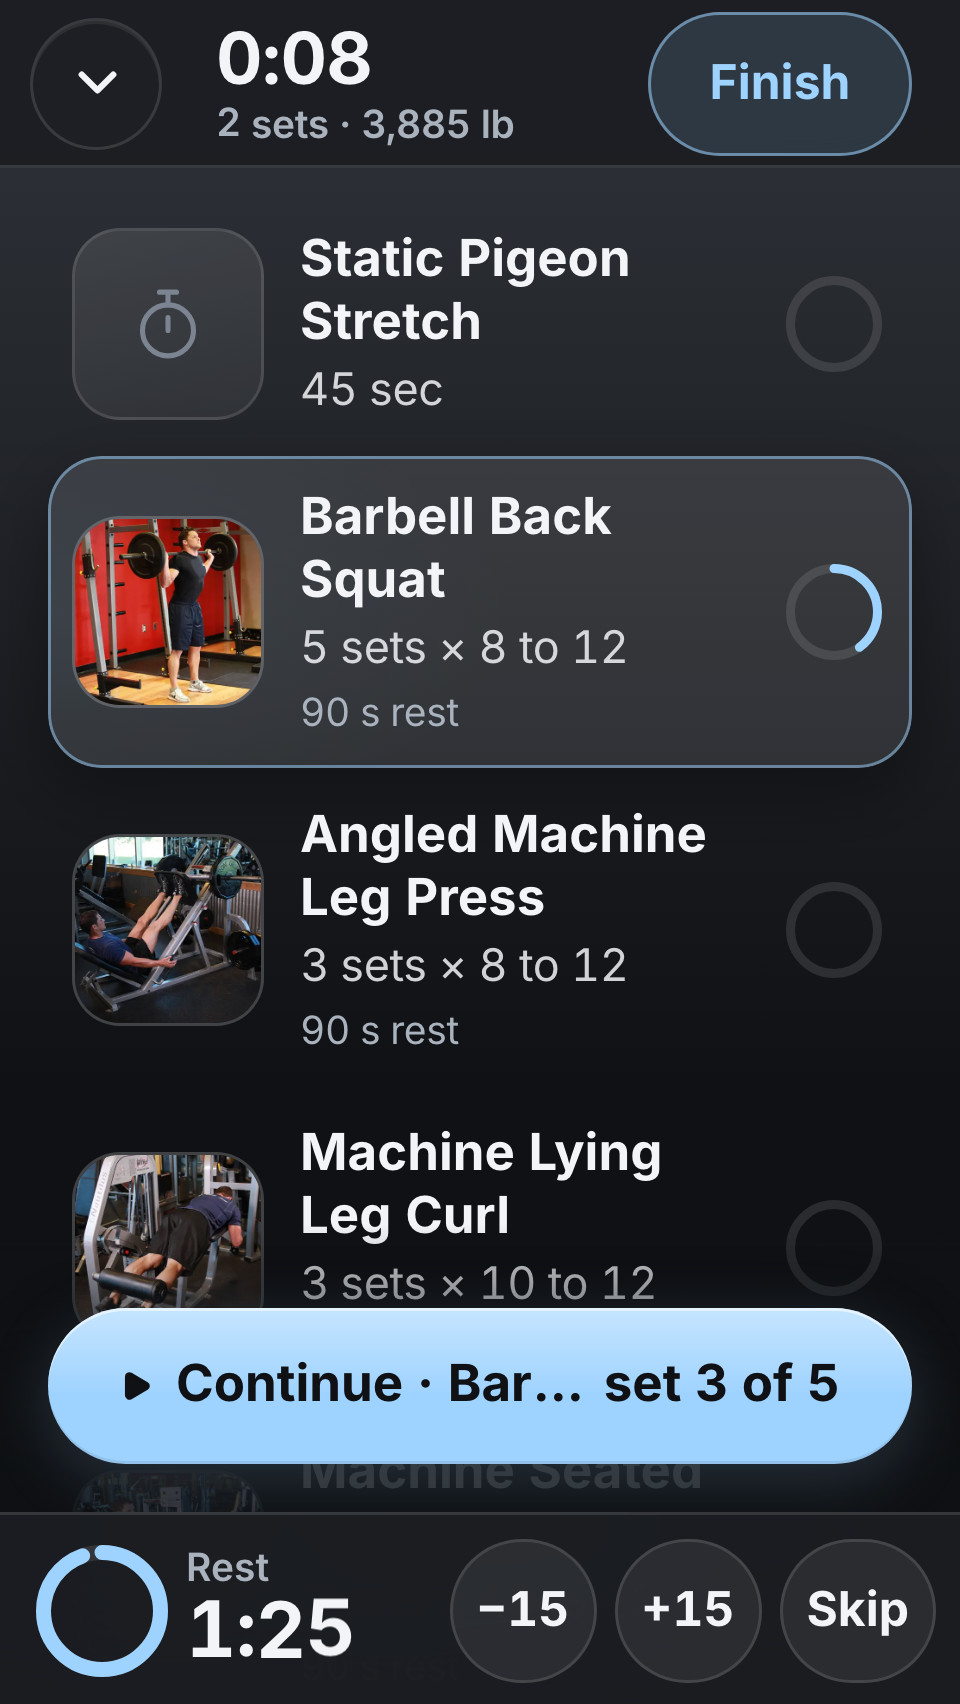 0:08
2 sets · 3,885 lb
Finish
Static Pigeon
Stretch
45 sec
Barbell Back
Squat
5 sets × 8 to 12
90 s rest
Angled Machine
Leg Press
3 sets × 8 to 12
90 s rest
Machine Lying
Leg Curl
3 sets × 10 to 12
Continue · Bar... set 3 of 5
Machine Seated
Rest
1:25
−15
+15
Skip
90 s rest